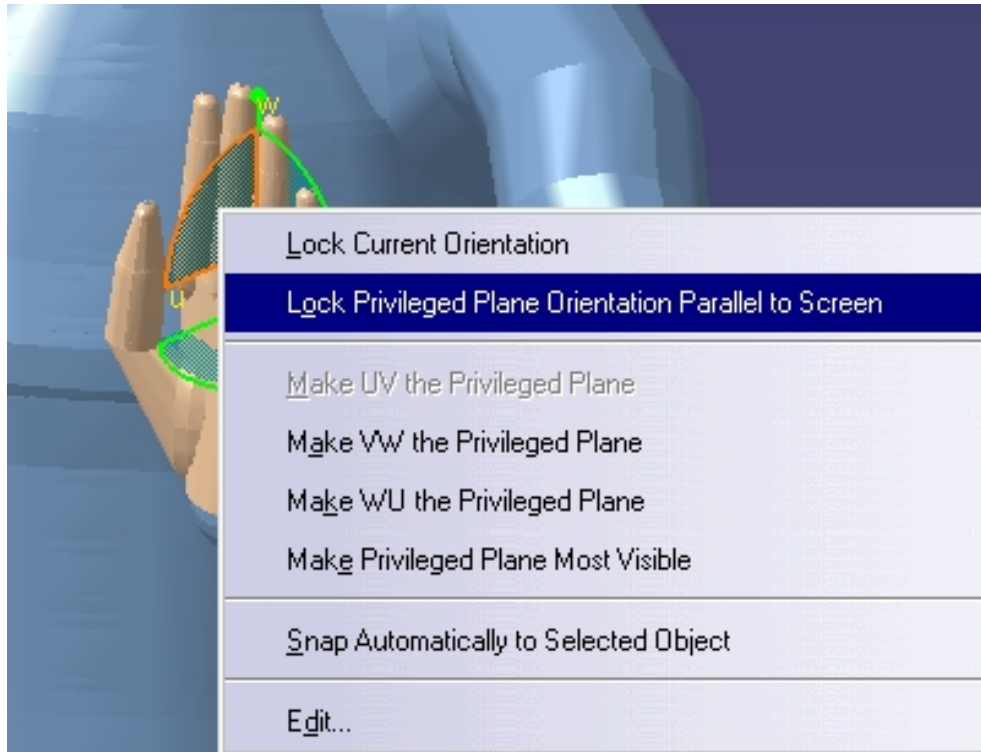 w
u
Lock Current Orientation
Lock Privileged Plane Orientation Parallel to Screen
Make UV the Privileged Plane
Make VW the Privileged Plane
Make WU the Privileged Plane
Make Privileged Plane Most Visible
Snap Automatically to Selected Object
Edit...